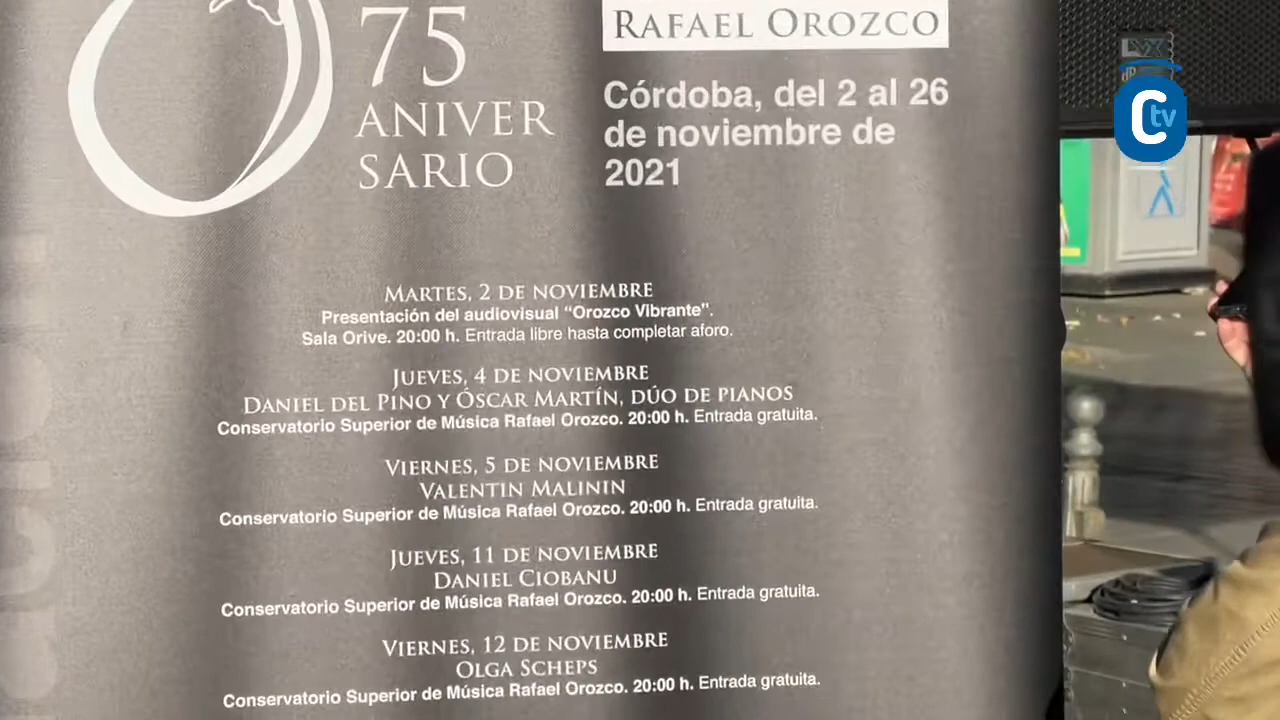 75
ANIVER
SARIO
RAFAEL OROZCO
Córdoba, del 2 al 26
de noviembre de
2021
MARTES, 2 DE NOVIEMBRE
Presentación del audiovisual “Orozco Vibrante”.
Sala Orive. 20:00 h. Entrada libre hasta completar aforo.
JUEVES, 4 DE NOVIEMBRE
DANIEL DEL PINO Y ÓSCAR MARTÍN, DÚO DE PIANOS
Conservatorio Superior de Música Rafael Orozco. 20:00 h. Entrada gratuita.
VIERNES, 5 DE NOVIEMBRE
VALENTIN MALININ
Conservatorio Superior de Música Rafael Orozco. 20:00 h. Entrada gratuita.
JUEVES, 11 DE NOVIEMBRE
DANIEL CIOBANU
Conservatorio Superior de Música Rafael Orozco. 20:00 h. Entrada gratuita.
VIERNES, 12 DE NOVIEMBRE
OLGA SCHEPS
Conservatorio Superior de Música Rafael Orozco. 20:00 h. Entrada gratuita.
Ctv